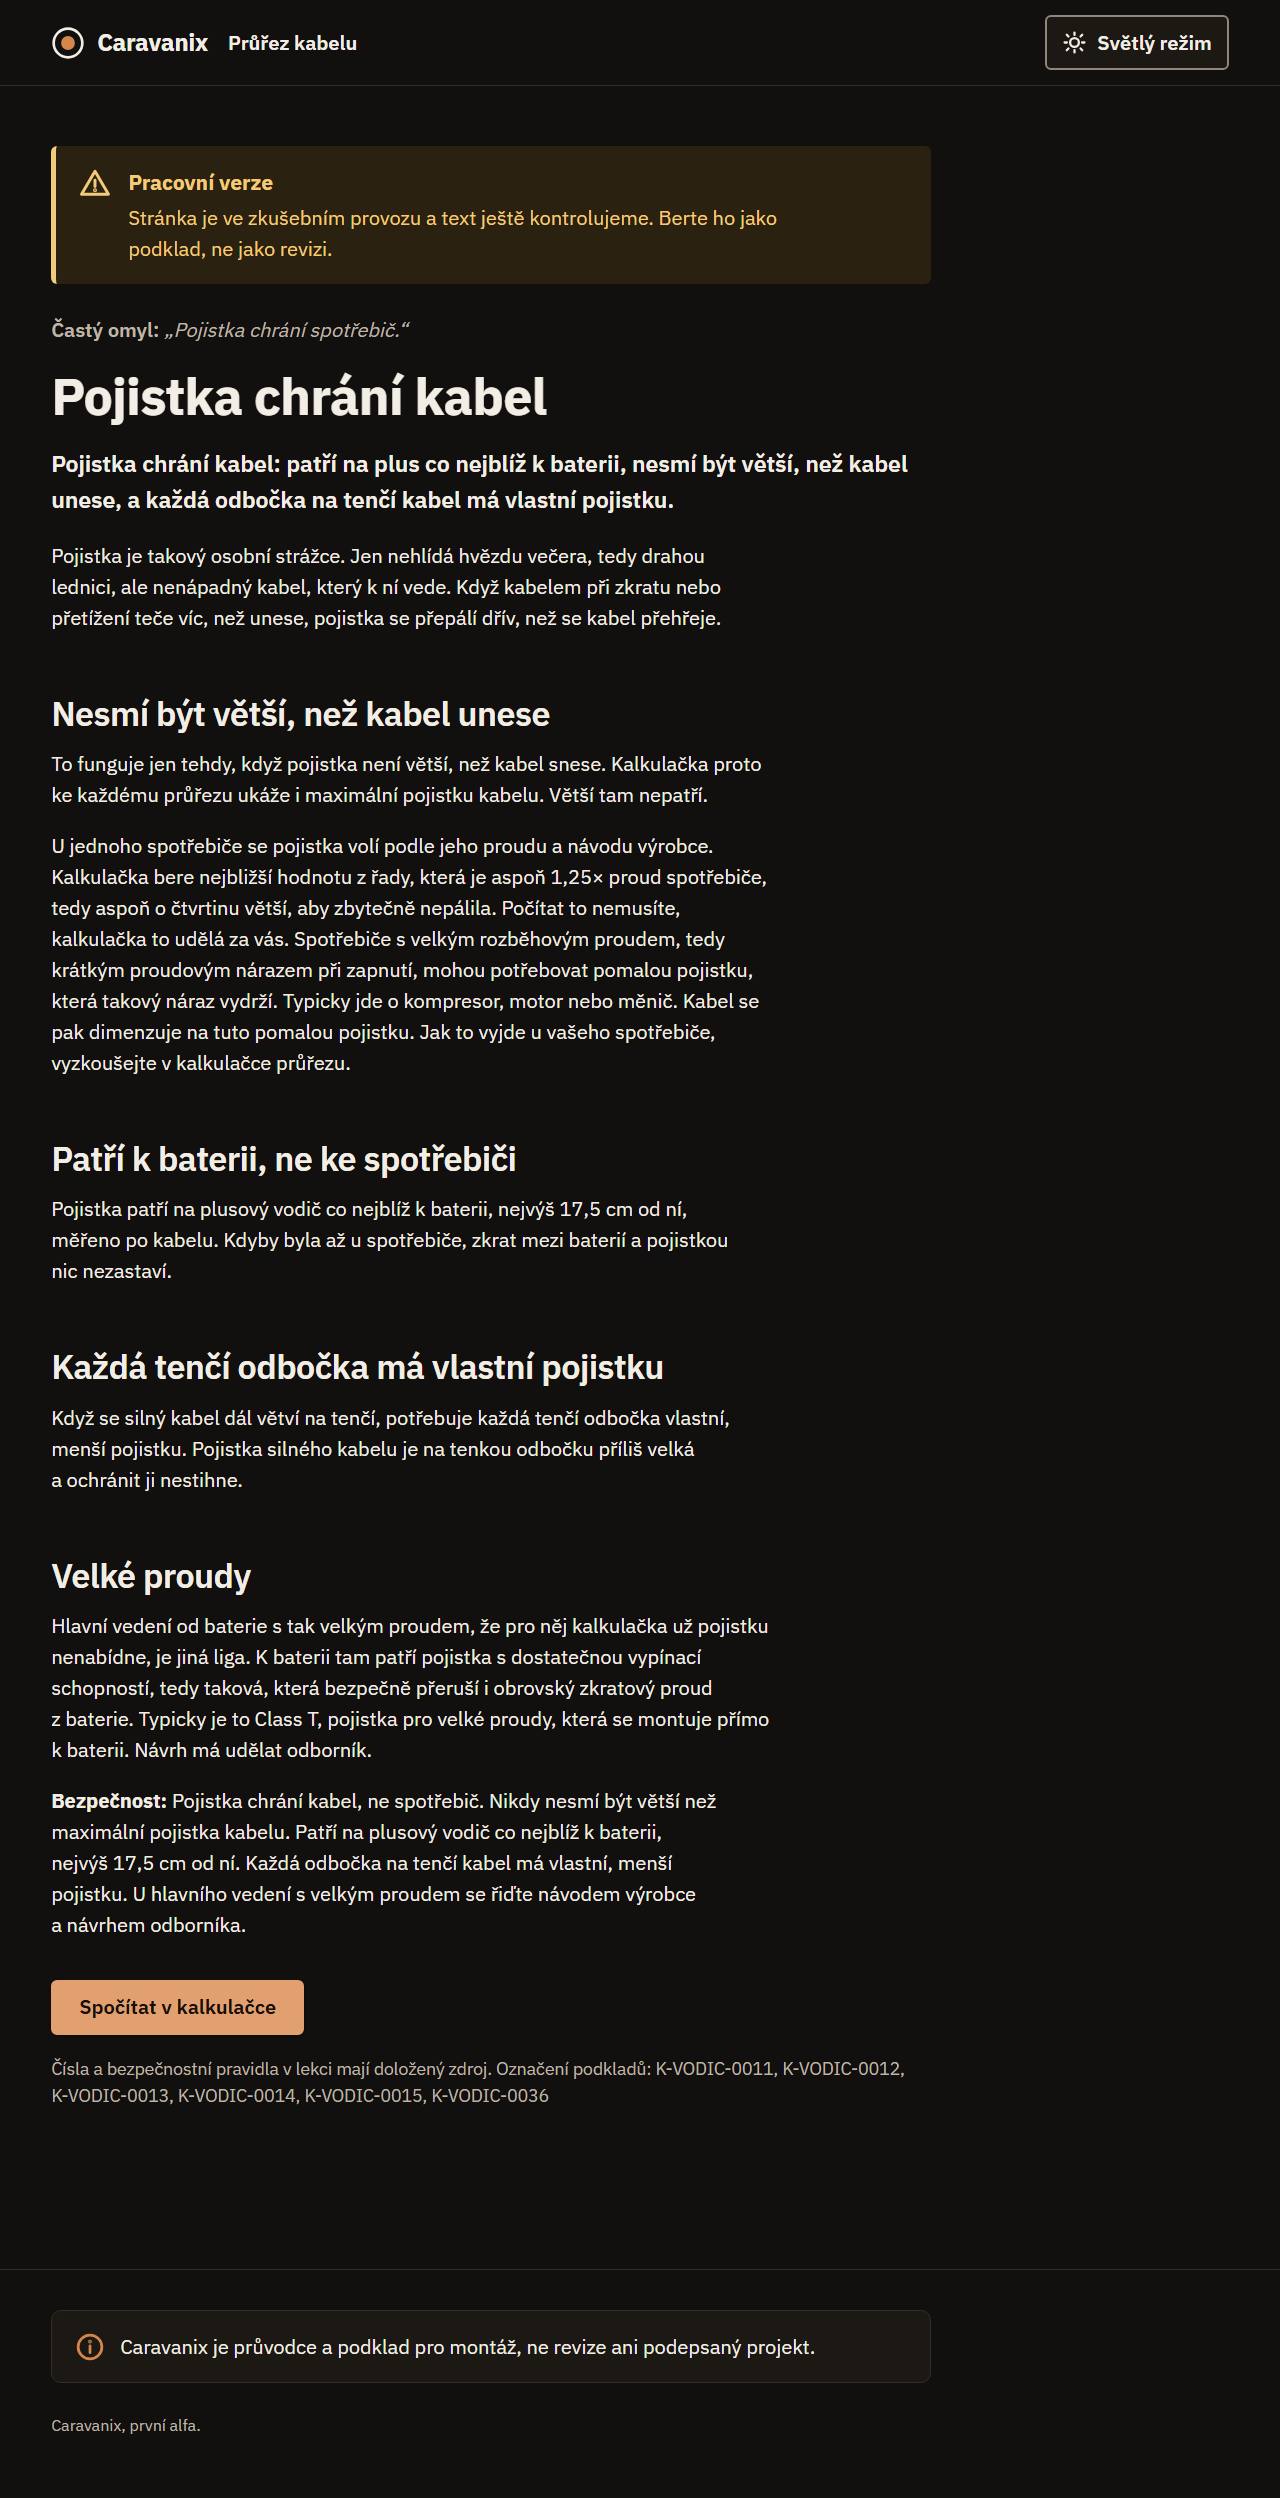 Caravanix Průřez kabelu
Světlý režim
Pracovní verze
Stránka je ve zkušebním provozu a text ještě kontrolujeme. Berte ho jako
podklad, ne jako revizi.
Častý omyl: „Pojistka chrání spotřebič.“
Pojistka chrání kabel
Pojistka chrání kabel: patří na plus co nejblíž k baterii, nesmí být větší, než kabel
unese, a každá odbočka na tenčí kabel má vlastní pojistku.
Pojistka je takový osobní strážce. Jen nehlídá hvězdu večera, tedy drahou
lednici, ale nenápadný kabel, který k ní vede. Když kabelem při zkratu nebo
přetížení teče víc, než unese, pojistka se přepálí dřív, než se kabel přehřeje.
Nesmí být větší, než kabel unese
To funguje jen tehdy, když pojistka není větší, než kabel snese. Kalkulačka proto
ke každému průřezu ukáže i maximální pojistku kabelu. Větší tam nepatří.
U jednoho spotřebiče se pojistka volí podle jeho proudu a návodu výrobce.
Kalkulačka bere nejbližší hodnotu z řady, která je aspoň 1,25× proud spotřebiče,
tedy aspoň o čtvrtinu větší, aby zbytečně nepálila. Počítat to nemusíte,
kalkulačka to udělá za vás. Spotřebiče s velkým rozběhovým proudem, tedy
krátkým proudovým nárazem při zapnutí, mohou potřebovat pomalou pojistku,
která takový náraz vydrží. Typicky jde o kompresor, motor nebo měnič. Kabel se
pak dimenzuje na tuto pomalou pojistku. Jak to vyjde u vašeho spotřebiče,
vyzkoušejte v kalkulačce průřezu.
Patří k baterii, ne ke spotřebiči
Pojistka patří na plusový vodič co nejblíž k baterii, nejvýš 17,5 cm od ní,
měřeno po kabelu. Kdyby byla až u spotřebiče, zkrat mezi baterií a pojistkou
nic nezastaví.
Každá tenčí odbočka má vlastní pojistku
Když se silný kabel dál větví na tenčí, potřebuje každá tenčí odbočka vlastní,
menší pojistku. Pojistka silného kabelu je na tenkou odbočku příliš velká
a ochránit ji nestihne.
Velké proudy
Hlavní vedení od baterie s tak velkým proudem, že pro něj kalkulačka už pojistku
nenabídne, je jiná liga. K baterii tam patří pojistka s dostatečnou vypínací
schopností, tedy taková, která bezpečně přeruší i obrovský zkratový proud
z baterie. Typicky je to Class T, pojistka pro velké proudy, která se montuje přímo
k baterii. Návrh má udělat odborník.
Bezpečnost: Pojistka chrání kabel, ne spotřebič. Nikdy nesmí být větší než
maximální pojistka kabelu. Patří na plusový vodič co nejblíž k baterii,
nejvýš 17,5 cm od ní. Každá odbočka na tenčí kabel má vlastní, menší
pojistku. U hlavního vedení s velkým proudem se řiďte návodem výrobce
a návrhem odborníka.
Spočítat v kalkulačce
Čísla a bezpečnostní pravidla v lekci mají doložený zdroj. Označení podkladů: K-VODIC-0011, K-VODIC-0012,
K-VODIC-0013, K-VODIC-0014, K-VODIC-0015, K-VODIC-0036
Caravanix je průvodce a podklad pro montáž, ne revize ani podepsaný projekt.
Caravanix, první alfa.